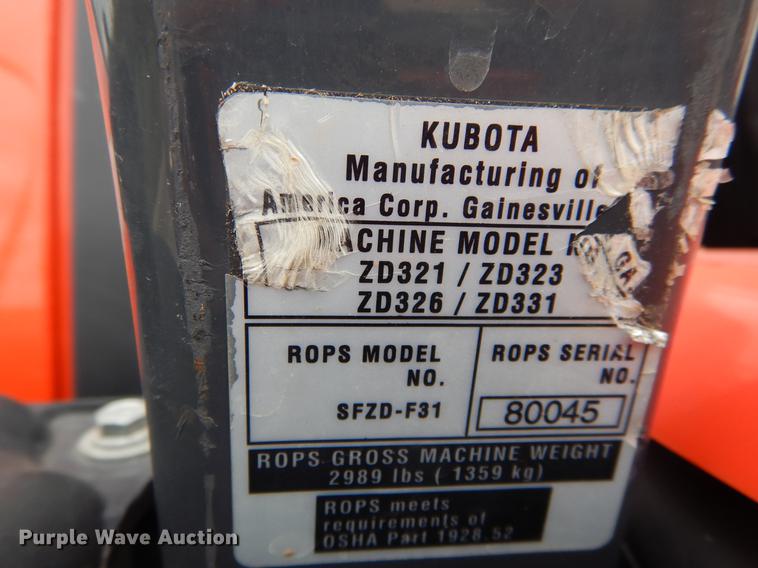 KUBOTA
Manufacturing of
America Corp. Gainesville
GA.
MACHINE MODEL
ZD321 / ZD323
ZD326 / ZD331
ROPS MODEL
NO.
SFZD-F31
ROPS SERIAL
NO.
80045
ROPS GROSS MACHINE WEIGHT
2989 lbs ( 1359 kg)
ROPS meets
requirements of
OSHA Part 1928.52
Purple Wave Auction